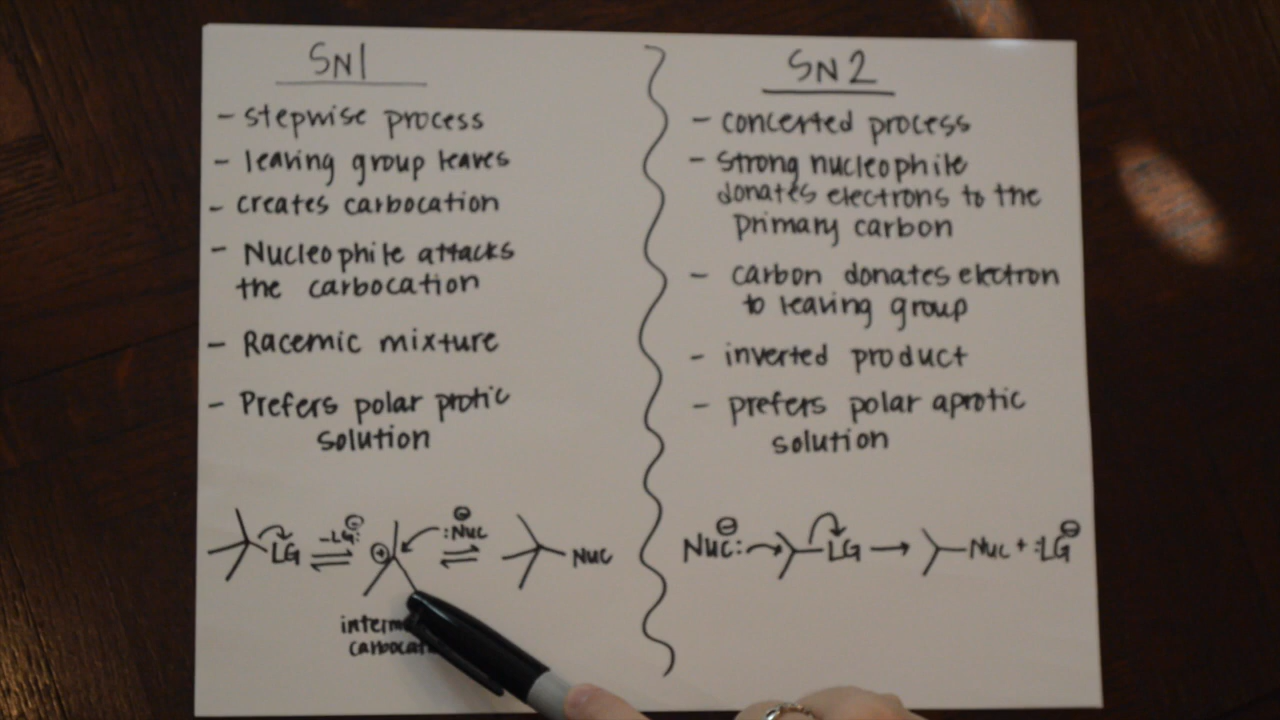 SN1
- stepwise process
- leaving group leaves
- creates carbocation
- Nucleophile attacks
the carbocation
- Racemic mixture
- Prefers polar protic
solution
LG ⇌ -LG:⊖ ⊕ :Nuc⊖ ⇌ Nuc
SN2
- concerted process
- strong nucleophile
donates electrons to the
primary carbon
- carbon donates electron
to leaving group
- inverted product
- prefers polar aprotic
solution
Nuc:⊖ LG → Nuc + :LG⊖